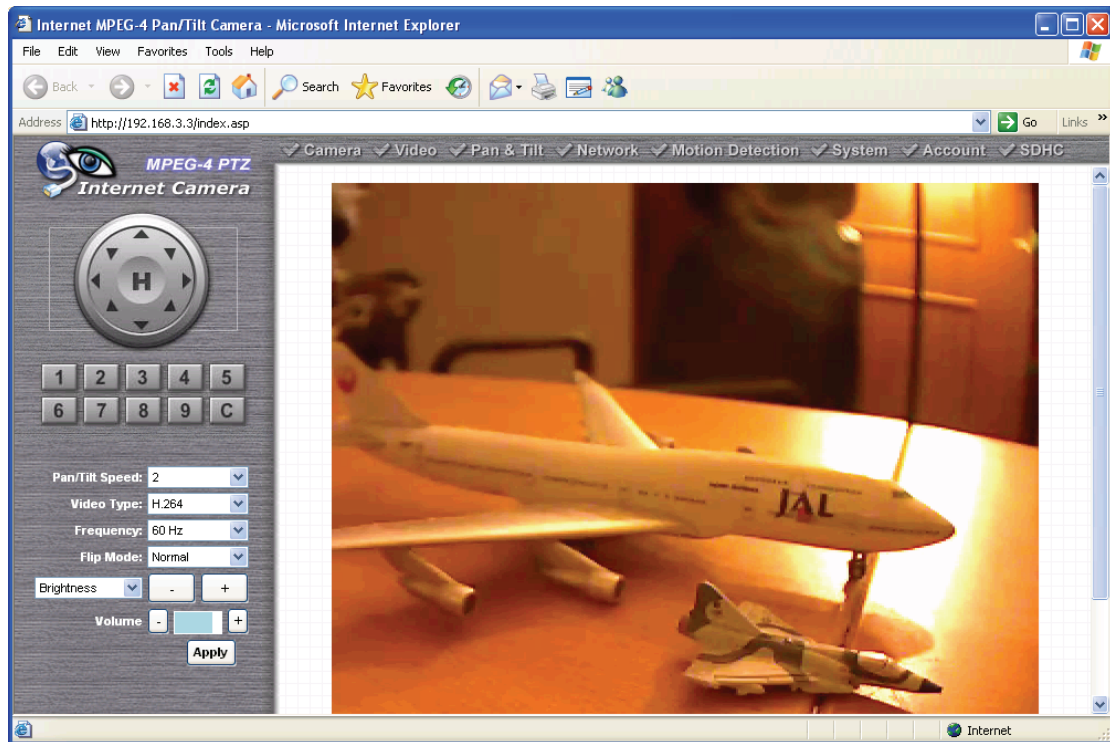 Internet MPEG-4 Pan/Tilt Camera - Microsoft Internet Explorer
File Edit View Favorites Tools Help
Back Search Favorites
Address http://192.168.3.3/index.asp Go Links »
MPEG-4 PTZ
Internet Camera
Camera Video Pan & Tilt Network Motion Detection System Account SDHC
H
1 2 3 4 5
6 7 8 9 C
Pan/Tilt Speed: 2
Video Type: H.264
Frequency: 60 Hz
Flip Mode: Normal
Brightness - +
Volume - +
Apply
JAL
Internet